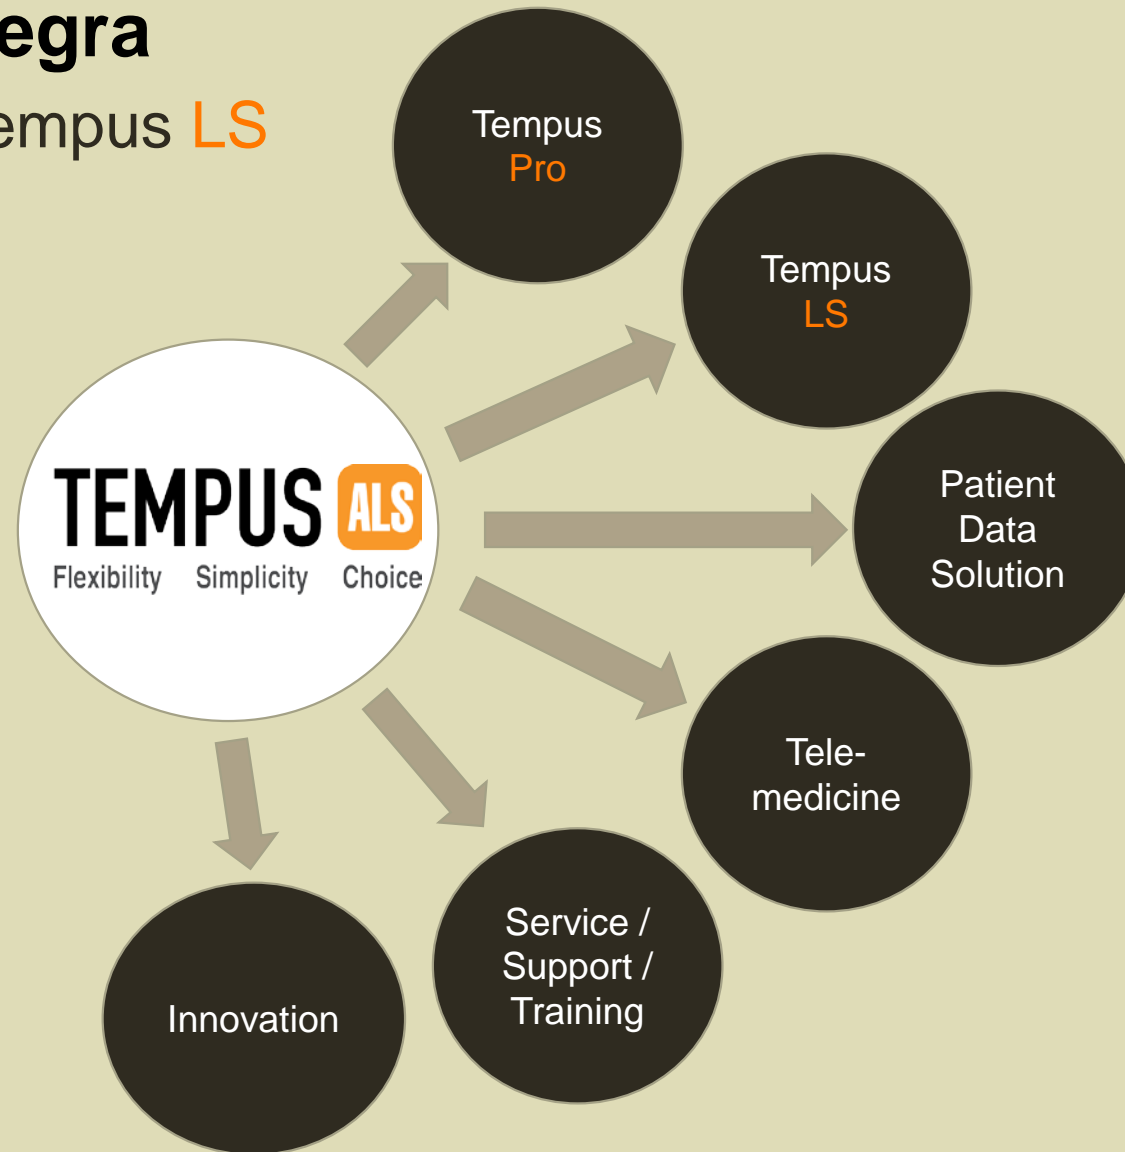 egra
empus LS
Tempus
Pro
Tempus
LS
TEMPUS ALS
Flexibility Simplicity Choice
Patient
Data
Solution
Tele-
medicine
Service /
Support /
Training
Innovation